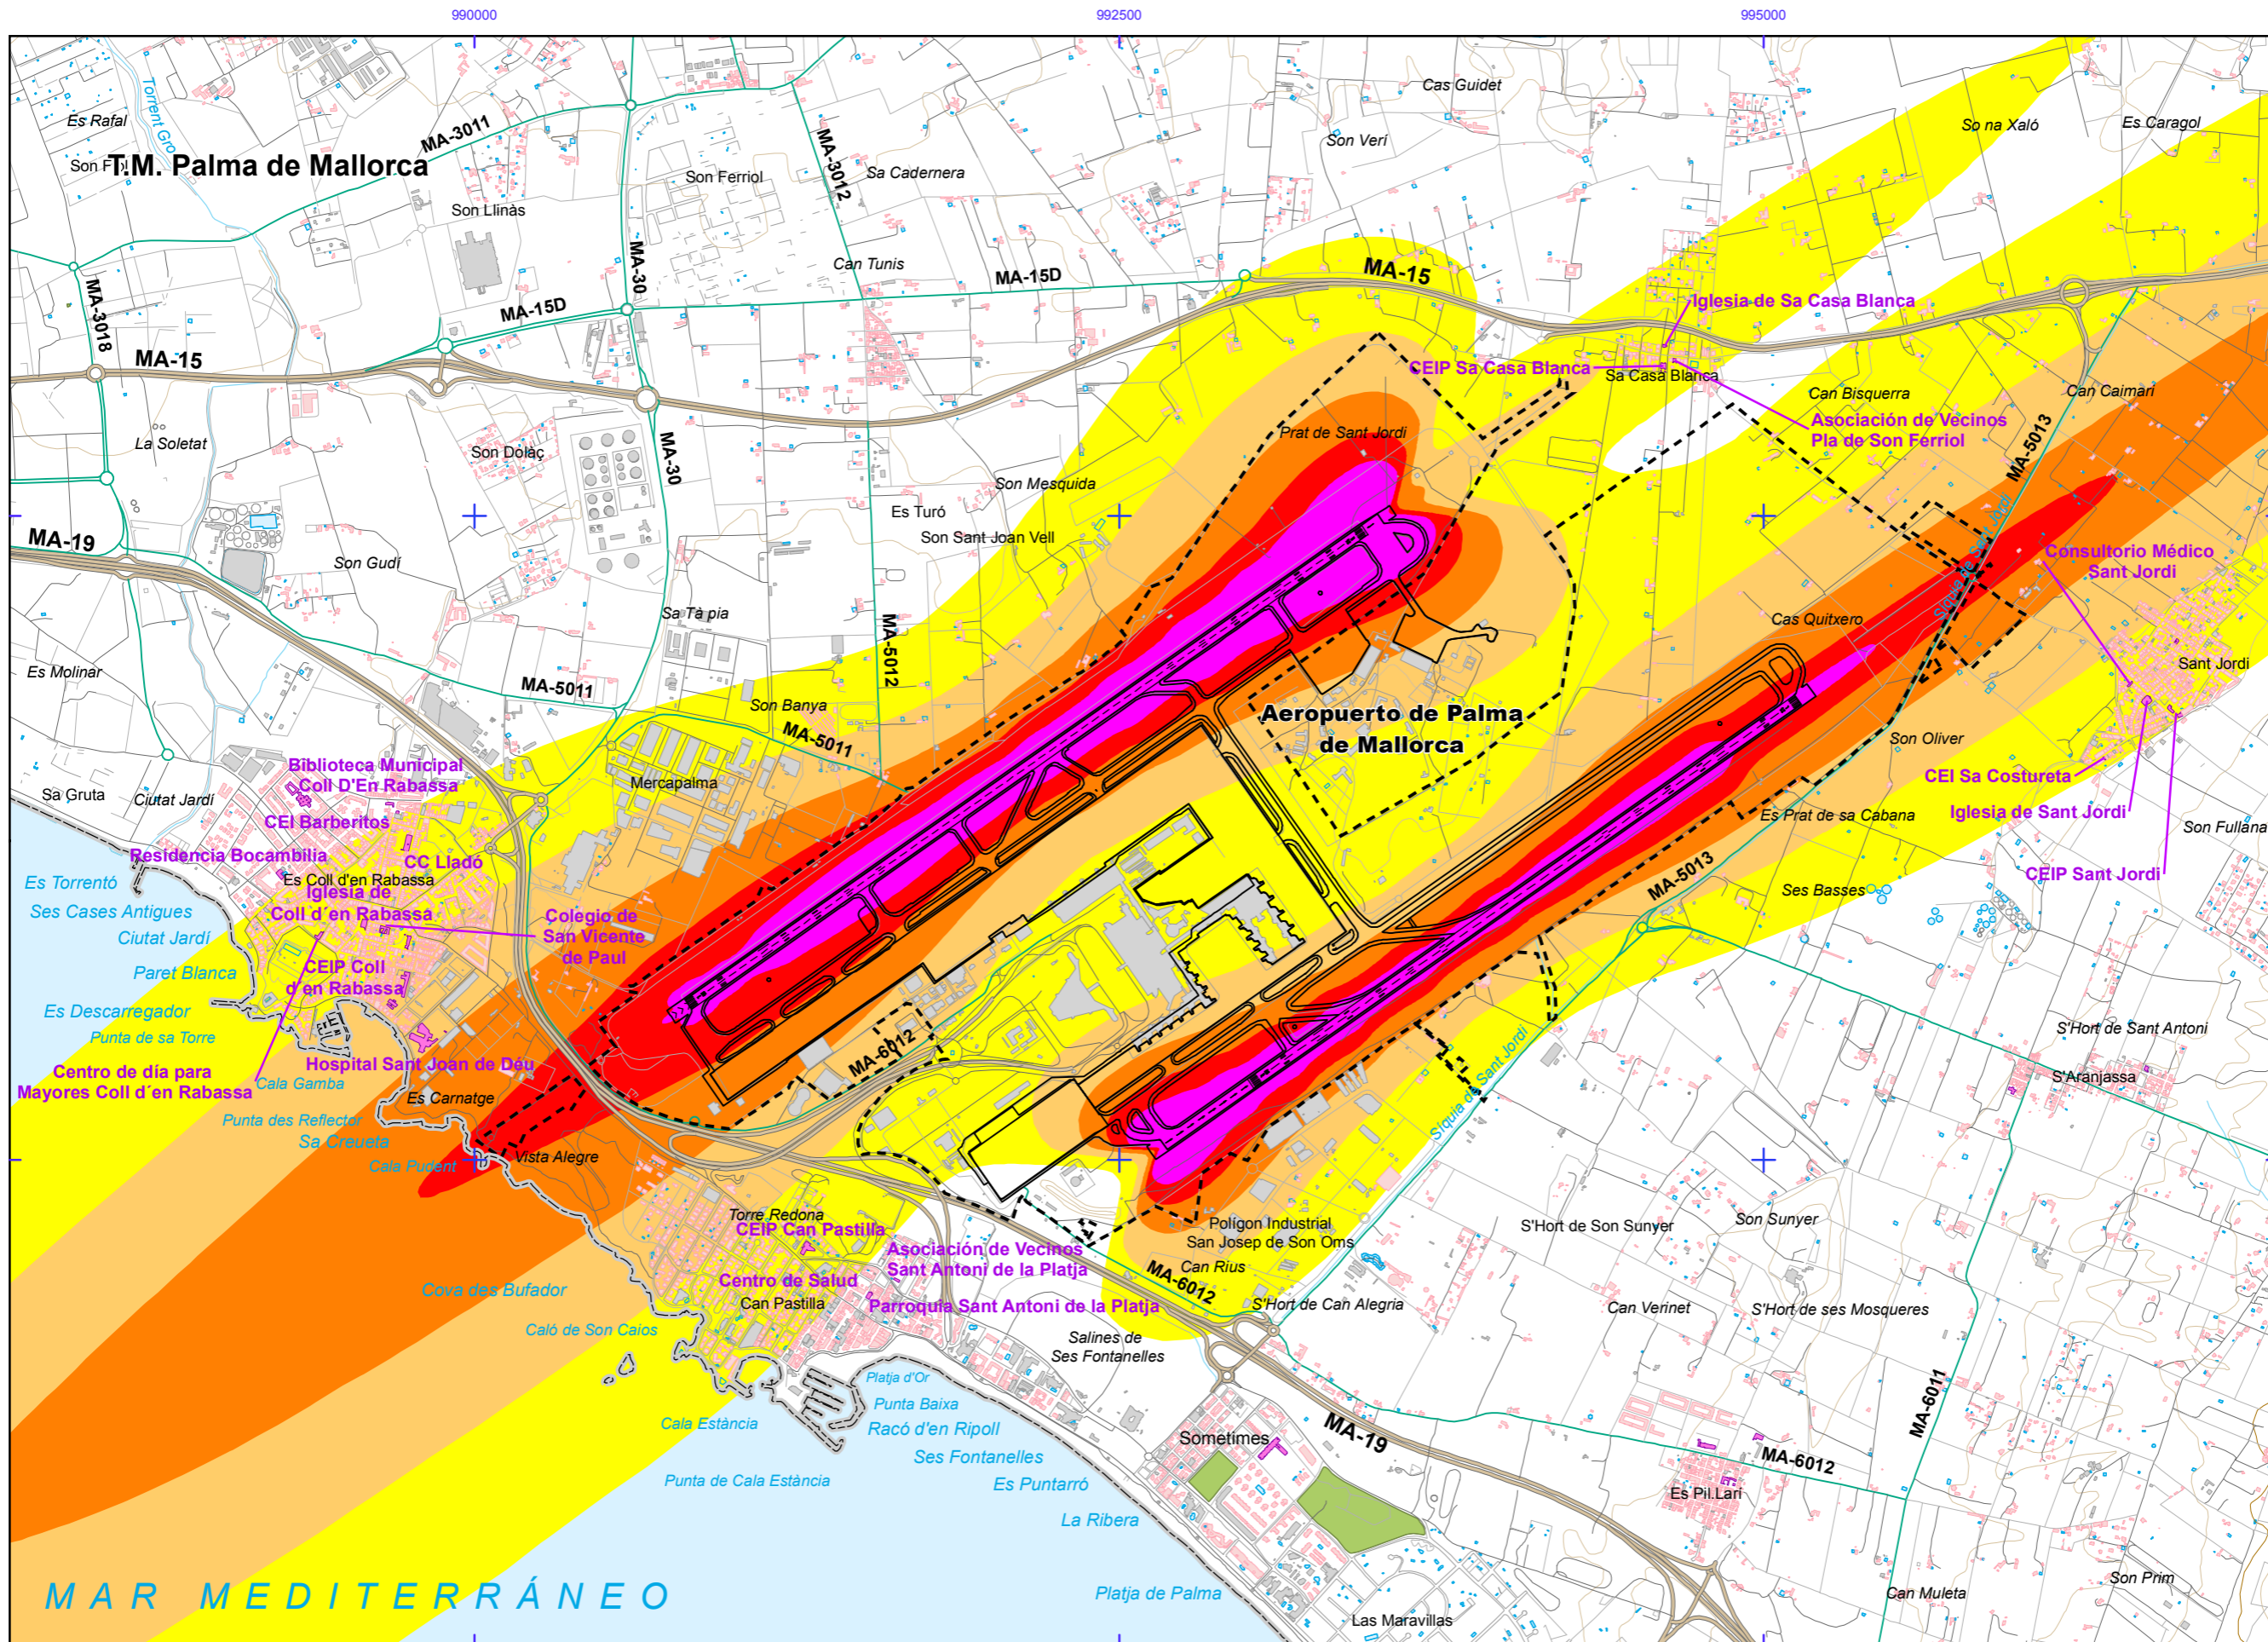 990000
992500
995000
Cas Guidet
Torrent Gro
Es Rafal
MA-3011
MA-3012
Son Verí
So na Xaló
Es Caragol
T.M. Palma de Mallorca
Son Ferriol
Sa Cadernera
Son Llinàs
MA-30
Can Tunis
MA-15D
MA-15
MA-3018
MA-15D
MA-15
Iglesia de Sa Casa Blanca
CEIP Sa Casa Blanca
Sa Casa Blanca
Can Bisquerra
Can Caimari
Asociación de Vecinos
Pla de Son Ferriol
La Soletat
Son Dolaç
MA-30
Prat de Sant Jordi
MA-5013
Son Mesquida
Es Turó
Son Sant Joan Vell
MA-19
Son Gudí
Síquia de Sant Jordi
Consultorio Médico
Sant Jordi
Sa Tà pia
MA-5012
Cas Quitxero
Es Molinar
MA-5011
Sant Jordi
Son Banya
MA-5011
Aeropuerto de Palma
de Mallorca
Son Oliver
Biblioteca Municipal
Coll D'En Rabassa
Mercapalma
CEI Sa Costureta
Sa Gruta
Ciutat Jardí
CEI Barberitos
Es Prat de sa Cabana
Iglesia de Sant Jordi
Son Fullana
Residencia Bocambilia
CC Lladó
Es Coll d'en Rabassa
MA-5013
CEIP Sant Jordi
Es Torrentó
Iglesia de
Coll d´en Rabassa
Ses Basses
Ses Cases Antigues
Colegio de
San Vicente
de Paul
Ciutat Jardí
CEIP Coll
d´en Rabassa
Paret Blanca
Es Descarregador
Punta de sa Torre
MA-6012
Síquia de Sant Jordi
S'Hort de Sant Antoni
Hospital Sant Joan de Déu
Centro de día para
Mayores Coll d´en Rabassa
Cala Gamba
Es Carnatge
S'Aranjassa
Punta des Reflector
Sa Creueta
Cala Pudent
Vista Alegre
Torre Redona
CEIP Can Pastilla
Polígon Industrial
San Josep de Son Oms
S'Hort de Son Sunyer
Son Sunyer
Asociación de Vecinos
Sant Antoni de la Platja
Can Rius
MA-6012
Cova des Bufador
Centro de Salud
Can Pastilla
Parroquia Sant Antoni de la Platja
S'Hort de Can Alegria
Can Verinet
S'Hort de ses Mosqueres
Caló de Son Caios
Salines de
Ses Fontanelles
Platja d'Or
Punta Baixa
MA-6011
Cala Estància
Racó d'en Ripoll
Sometimes
MA-19
Ses Fontanelles
MA-6012
Punta de Cala Estància
Es Puntarró
Es Pil.Larí
La Ribera
MAR MEDITERRÁNEO
Platja de Palma
Las Maravillas
Can Muleta
Son Prim